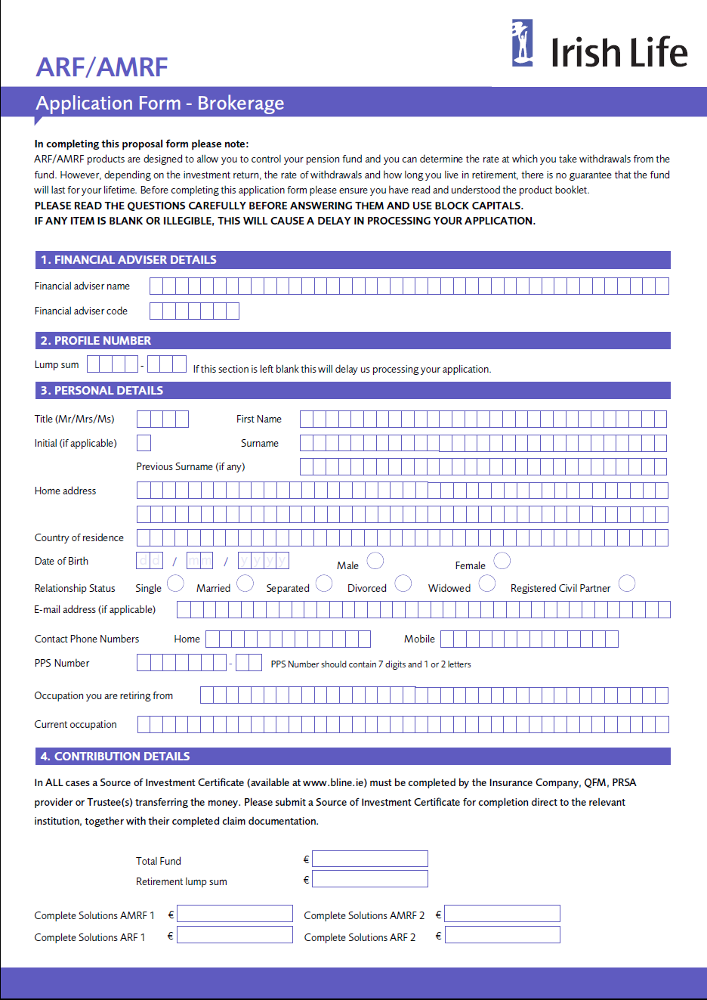 ARF/AMRF
Irish Life
Application Form - Brokerage
In completing this proposal form please note:
ARF/AMRF products are designed to allow you to control your pension fund and you can determine the rate at which you take withdrawals from the
fund. However, depending on the investment return, the rate of withdrawals and how long you live in retirement, there is no guarantee that the fund
will last for your lifetime. Before completing this application form please ensure you have read and understood the product booklet.
PLEASE READ THE QUESTIONS CAREFULLY BEFORE ANSWERING THEM AND USE BLOCK CAPITALS.
IF ANY ITEM IS BLANK OR ILLEGIBLE, THIS WILL CAUSE A DELAY IN PROCESSING YOUR APPLICATION.
1. FINANCIAL ADVISER DETAILS
Financial adviser name
Financial adviser code
2. PROFILE NUMBER
Lump sum - If this section is left blank this will delay us processing your application.
3. PERSONAL DETAILS
Title (Mr/Mrs/Ms) First Name
Initial (if applicable) Surname
Previous Surname (if any)
Home address
Country of residence
Date of Birth dd / mm / yyyy Male Female
Relationship Status Single Married Separated Divorced Widowed Registered Civil Partner
E-mail address (if applicable)
Contact Phone Numbers Home Mobile
PPS Number - PPS Number should contain 7 digits and 1 or 2 letters
Occupation you are retiring from
Current occupation
4. CONTRIBUTION DETAILS
In ALL cases a Source of Investment Certificate (available at www.bline.ie) must be completed by the Insurance Company, QFM, PRSA
provider or Trustee(s) transferring the money. Please submit a Source of Investment Certificate for completion direct to the relevant
institution, together with their completed claim documentation.
Total Fund €
Retirement lump sum €
Complete Solutions AMRF 1 € Complete Solutions AMRF 2 €
Complete Solutions ARF 1 € Complete Solutions ARF 2 €